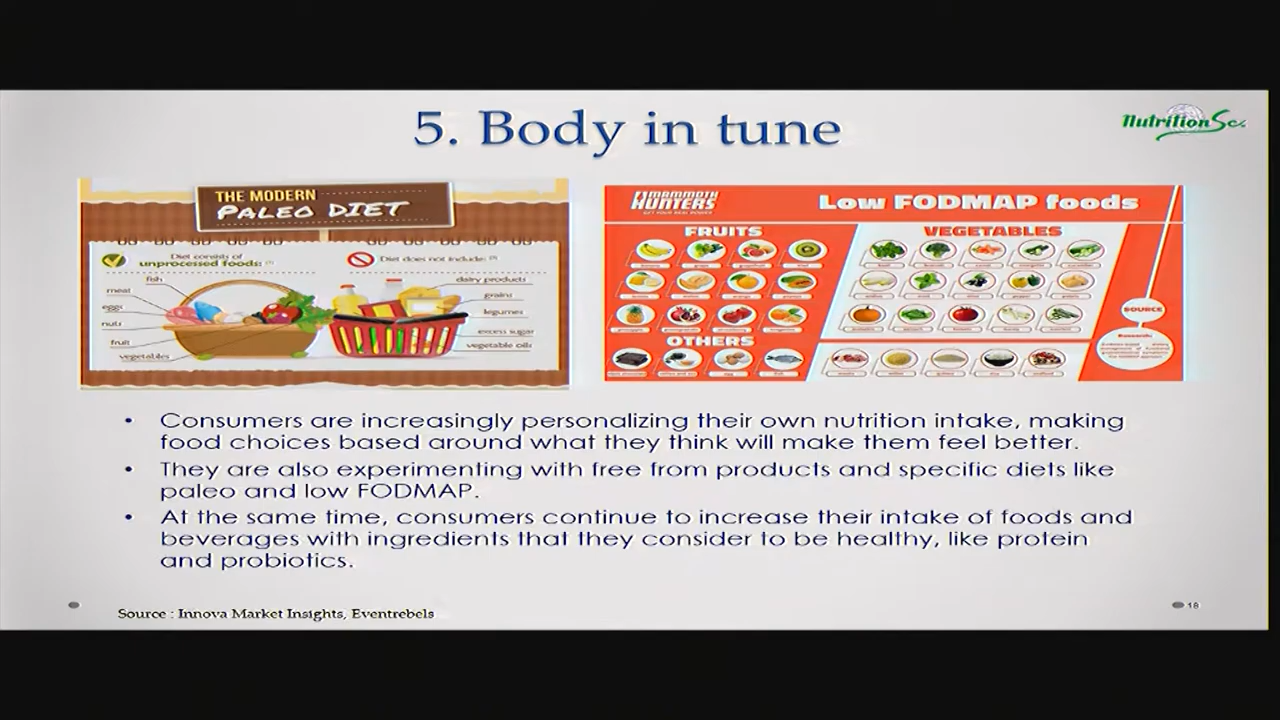 5. Body in tune
NutritionSc.
THE MODERN
PALEO DIET
Diet consists of
unprocessed foods:
fish
meat
eggs
nuts
fruit
vegetables
Diet does not include:
dairy products
grains
legumes
excess sugar
vegetable oils
MAMMOTH
HUNTERS
GET YOUR REAL POWER
Low FODMAP foods
FRUITS
VEGETABLES
OTHERS
SOURCE
• Consumers are increasingly personalizing their own nutrition intake, making
food choices based around what they think will make them feel better.
• They are also experimenting with free from products and specific diets like
paleo and low FODMAP.
• At the same time, consumers continue to increase their intake of foods and
beverages with ingredients that they consider to be healthy, like protein
and probiotics.
Source : Innova Market Insights, Eventrebels
18